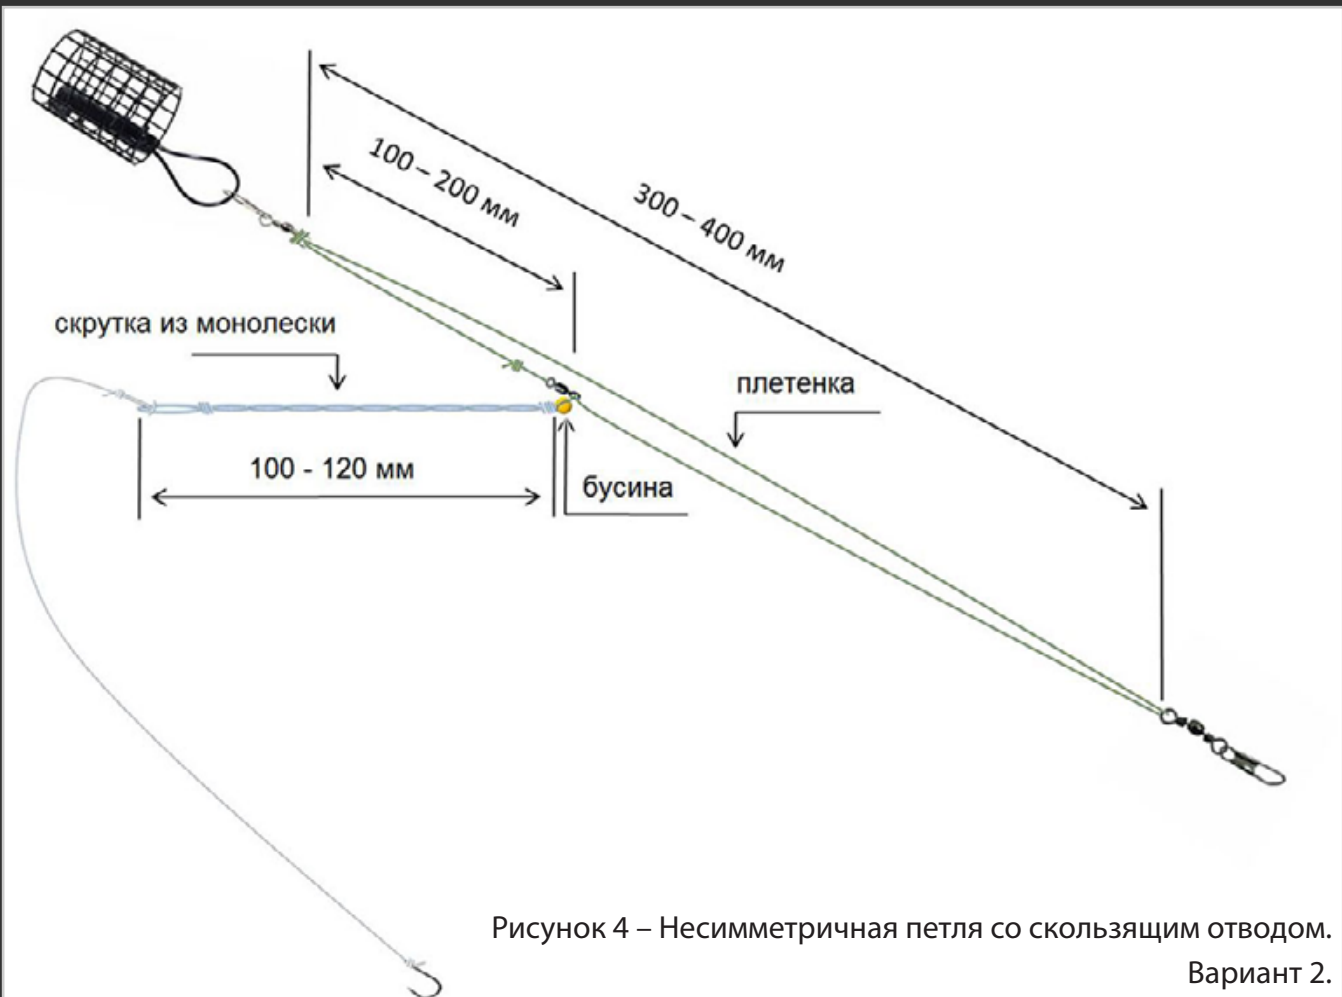 100 – 200 мм
300 – 400 мм
скрутка из монолески
плетенка
100 - 120 мм
бусина
Рисунок 4 – Несимметричная петля со скользящим отводом.
Вариант 2.